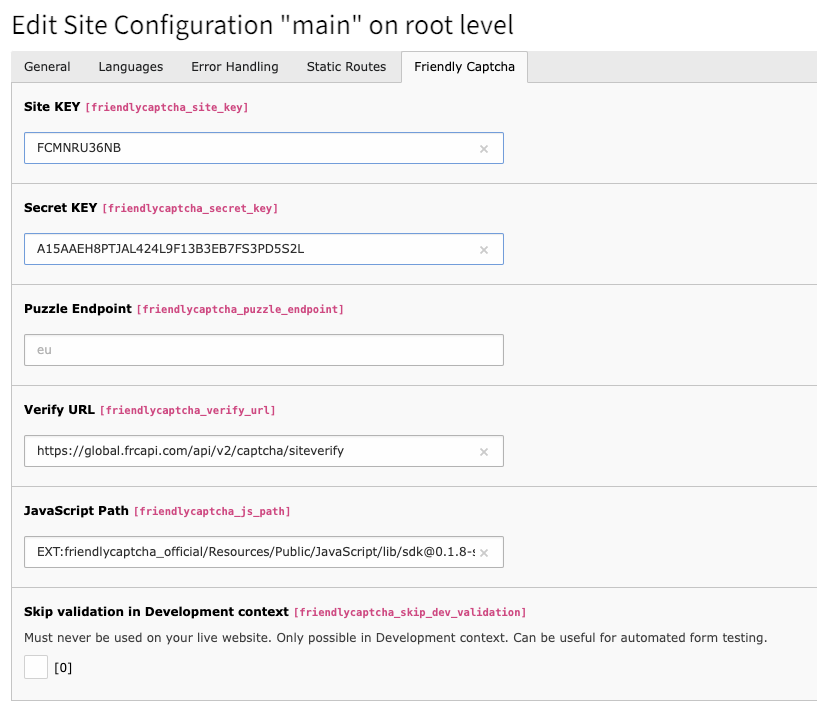 Edit Site Configuration "main" on root level
General Languages Error Handling Static Routes Friendly Captcha
Site KEY [friendlycaptcha_site_key]
FCMNRU36NB ×
Secret KEY [friendlycaptcha_secret_key]
A15AAEH8PTJAL424L9F13B3EB7FS3PD5S2L ×
Puzzle Endpoint [friendlycaptcha_puzzle_endpoint]
eu
Verify URL [friendlycaptcha_verify_url]
https://global.frcapi.com/api/v2/captcha/siteverify ×
JavaScript Path [friendlycaptcha_js_path]
EXT:friendlycaptcha_official/Resources/Public/JavaScript/lib/sdk@0.1.8-s ×
Skip validation in Development context [friendlycaptcha_skip_dev_validation]
Must never be used on your live website. Only possible in Development context. Can be useful for automated form testing.
[0]